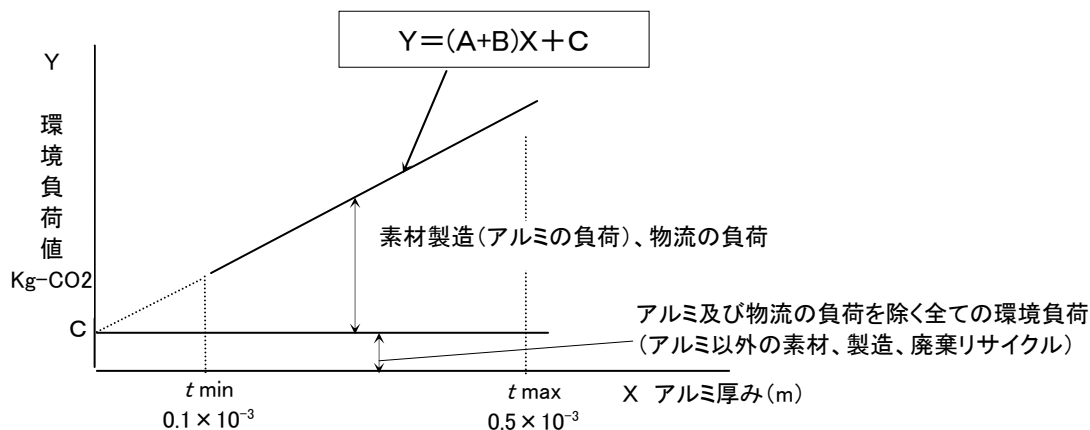 Y＝(A+B)X＋C
Y
環境負荷値
Kg-CO2
素材製造（アルミの負荷）、物流の負荷
C
アルミ及び物流の負荷を除く全ての環境負荷
（アルミ以外の素材、製造、廃棄リサイクル）
t min
0.1×10⁻³
t max
0.5×10⁻³
X アルミ厚み（m）